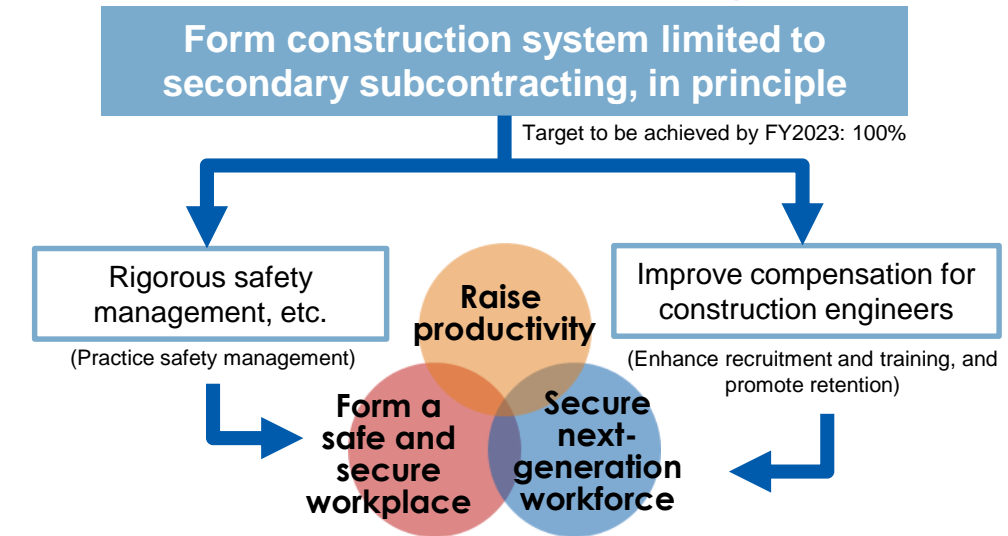 Form construction system limited to
secondary subcontracting, in principle
Target to be achieved by FY2023: 100%
Rigorous safety
management, etc.
(Practice safety management)
Improve compensation for
construction engineers
(Enhance recruitment and training, and
promote retention)
Raise
productivity
Form a
safe and
secure
workplace
Secure
next-
generation
workforce